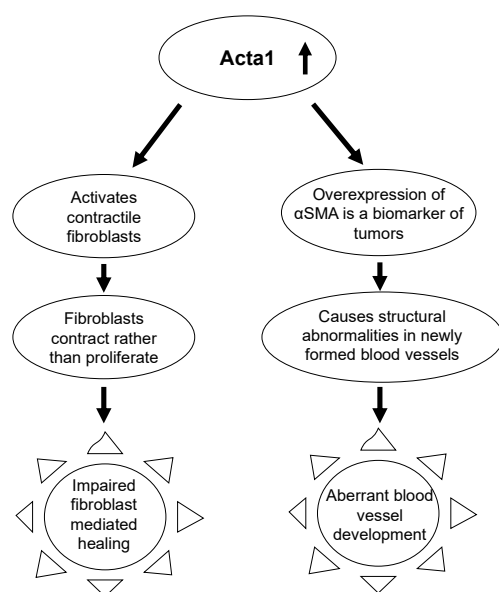 Acta1
Activates
contractile
fibroblasts
Fibroblasts
contract rather
than proliferate
Impaired
fibroblast
mediated
healing
Overexpression of
αSMA is a biomarker of
tumors
Causes structural
abnormalities in newly
formed blood vessels
Aberrant blood
vessel
development